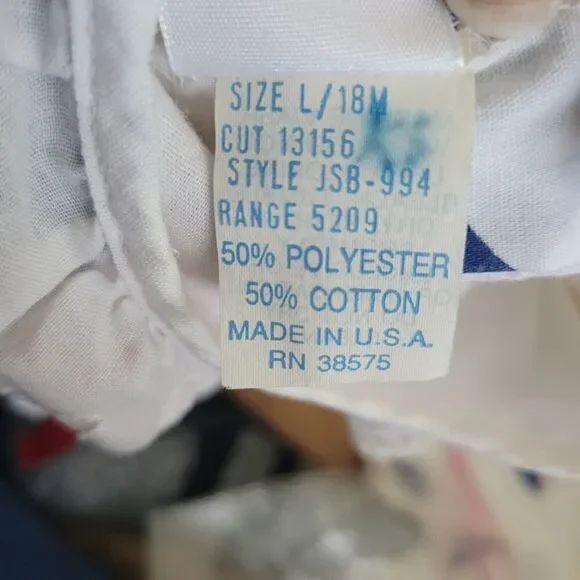 SIZE L/18M
CUT 13156
STYLE JSB-994
RANGE 5209
50% POLYESTER
50% COTTON
MADE IN U.S.A.
RN 38575